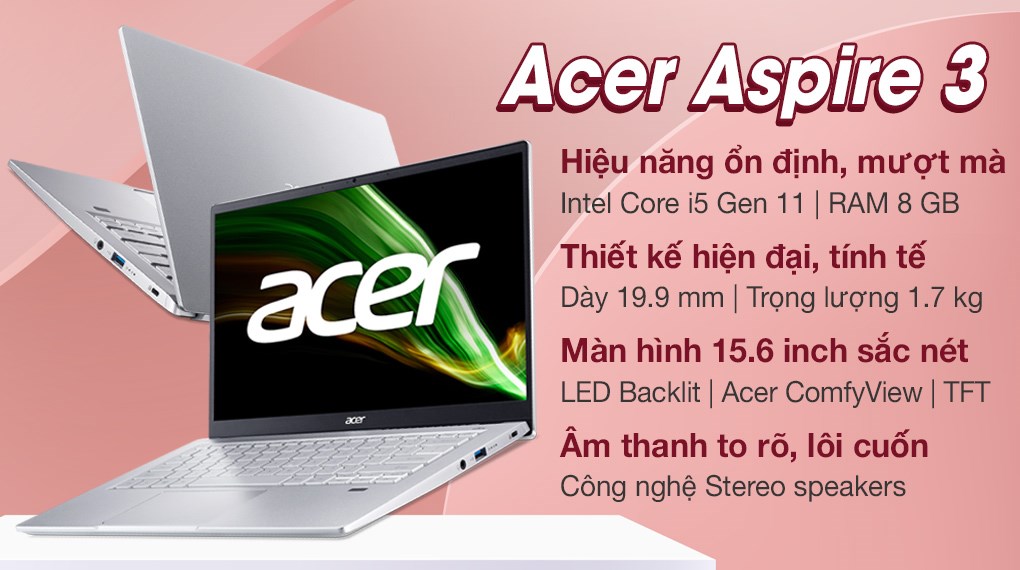 Acer Aspire 3
Hiệu năng ổn định, mượt mà
Intel Core i5 Gen 11 | RAM 8 GB
Thiết kế hiện đại, tính tế
Dày 19.9 mm | Trọng lượng 1.7 kg
Màn hình 15.6 inch sắc nét
LED Backlit | Acer ComfyView | TFT
Âm thanh to rõ, lôi cuốn
Công nghệ Stereo speakers
acer
acer